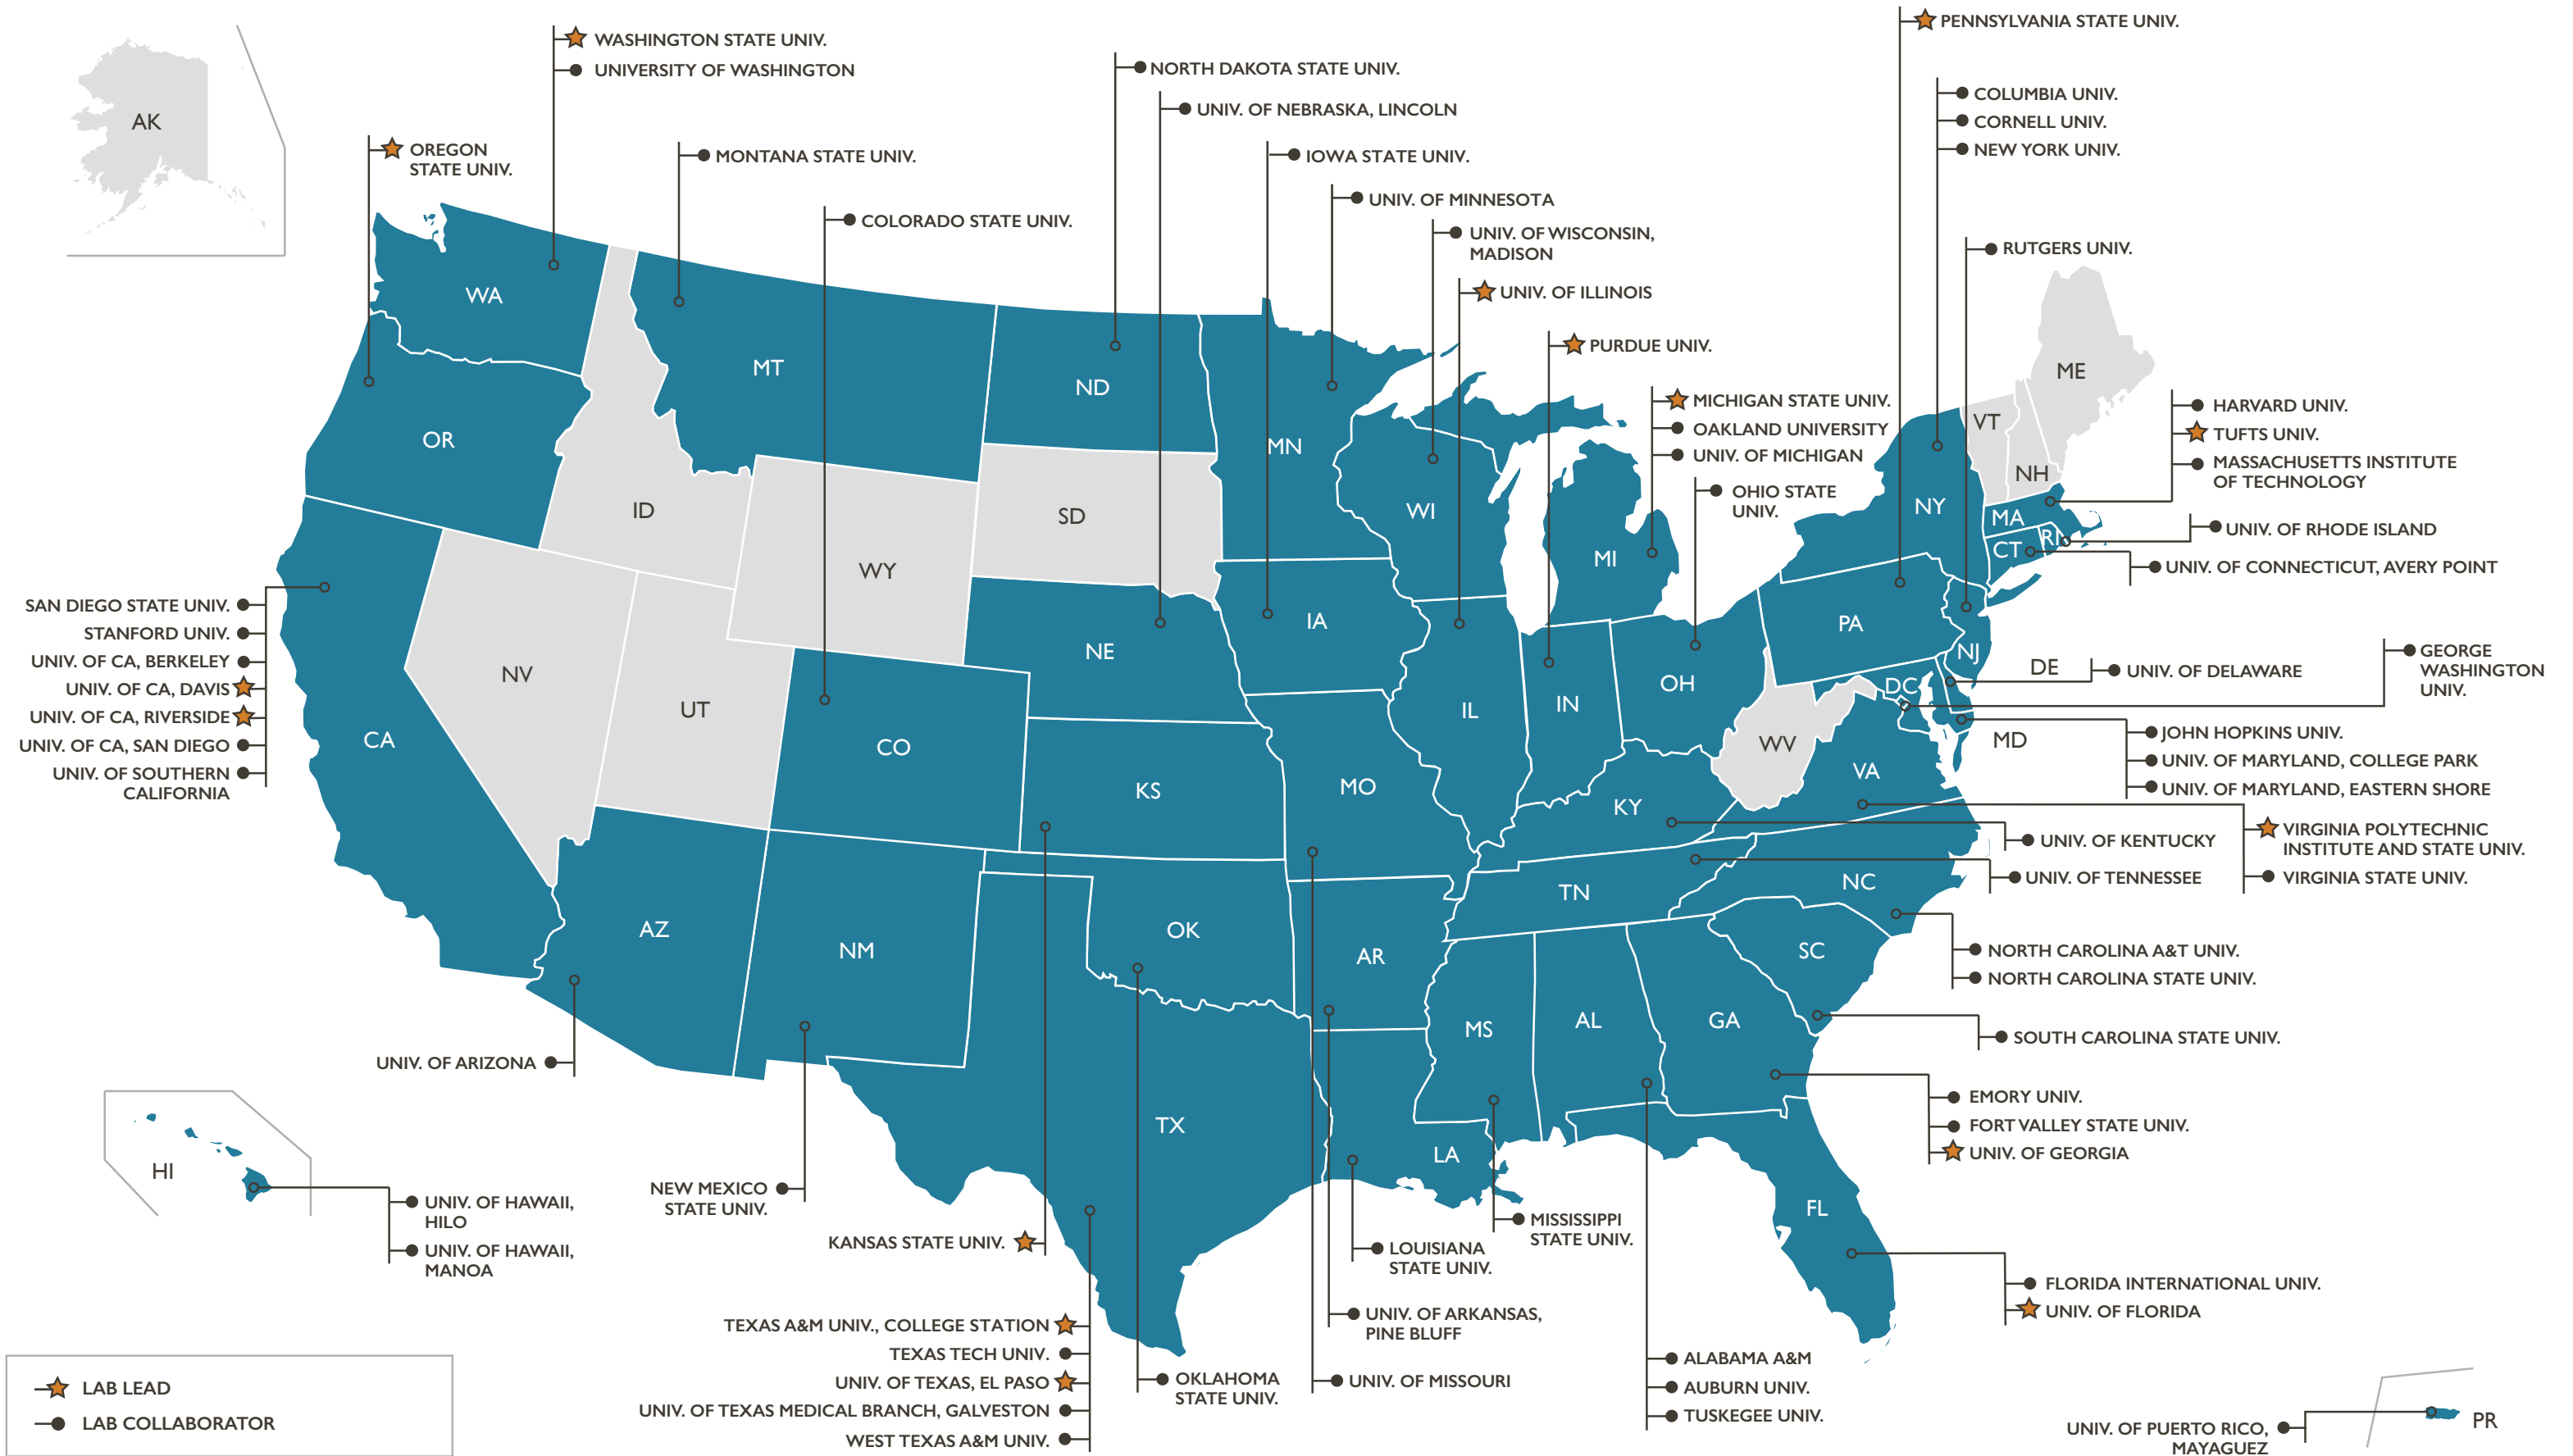 PENNSYLVANIA STATE UNIV.
WASHINGTON STATE UNIV.
UNIVERSITY OF WASHINGTON
NORTH DAKOTA STATE UNIV.
UNIV. OF NEBRASKA, LINCOLN
COLUMBIA UNIV.
CORNELL UNIV.
NEW YORK UNIV.
AK
OREGON
STATE UNIV.
MONTANA STATE UNIV.
IOWA STATE UNIV.
COLORADO STATE UNIV.
UNIV. OF MINNESOTA
UNIV. OF WISCONSIN,
MADISON
RUTGERS UNIV.
UNIV. OF ILLINOIS
PURDUE UNIV.
MICHIGAN STATE UNIV.
OAKLAND UNIVERSITY
UNIV. OF MICHIGAN
OHIO STATE
UNIV.
HARVARD UNIV.
TUFTS UNIV.
MASSACHUSETTS INSTITUTE
OF TECHNOLOGY
UNIV. OF RHODE ISLAND
UNIV. OF CONNECTICUT, AVERY POINT
WA
MT
ND
MN
OR
ID
SD
WI
MI
WY
NY
VT
NH
ME
MA
CT
RI
SAN DIEGO STATE UNIV.
STANFORD UNIV.
UNIV. OF CA, BERKELEY
UNIV. OF CA, DAVIS
UNIV. OF CA, RIVERSIDE
UNIV. OF CA, SAN DIEGO
UNIV. OF SOUTHERN
CALIFORNIA
NV
UT
CA
CO
NE
IA
KS
MO
IL
IN
OH
PA
NJ
DE
UNIV. OF DELAWARE
GEORGE
WASHINGTON
UNIV.
DC
WV
MD
VA
KY
JOHN HOPKINS UNIV.
UNIV. OF MARYLAND, COLLEGE PARK
UNIV. OF MARYLAND, EASTERN SHORE
VIRGINIA POLYTECHNIC
INSTITUTE AND STATE UNIV.
VIRGINIA STATE UNIV.
UNIV. OF KENTUCKY
UNIV. OF TENNESSEE
TN
NC
AZ
NM
OK
AR
SC
MS
AL
GA
NORTH CAROLINA A&T UNIV.
NORTH CAROLINA STATE UNIV.
SOUTH CAROLINA STATE UNIV.
UNIV. OF ARIZONA
EMORY UNIV.
FORT VALLEY STATE UNIV.
UNIV. OF GEORGIA
TX
LA
FL
HI
UNIV. OF HAWAII,
HILO
UNIV. OF HAWAII,
MANOA
NEW MEXICO
STATE UNIV.
KANSAS STATE UNIV.
MISSISSIPPI
STATE UNIV.
LOUISIANA
STATE UNIV.
FLORIDA INTERNATIONAL UNIV.
UNIV. OF FLORIDA
UNIV. OF ARKANSAS,
PINE BLUFF
TEXAS A&M UNIV., COLLEGE STATION
TEXAS TECH UNIV.
UNIV. OF TEXAS, EL PASO
UNIV. OF TEXAS MEDICAL BRANCH, GALVESTON
WEST TEXAS A&M UNIV.
OKLAHOMA
STATE UNIV.
UNIV. OF MISSOURI
ALABAMA A&M
AUBURN UNIV.
TUSKEGEE UNIV.
LAB LEAD
LAB COLLABORATOR
UNIV. OF PUERTO RICO,
MAYAGUEZ
PR